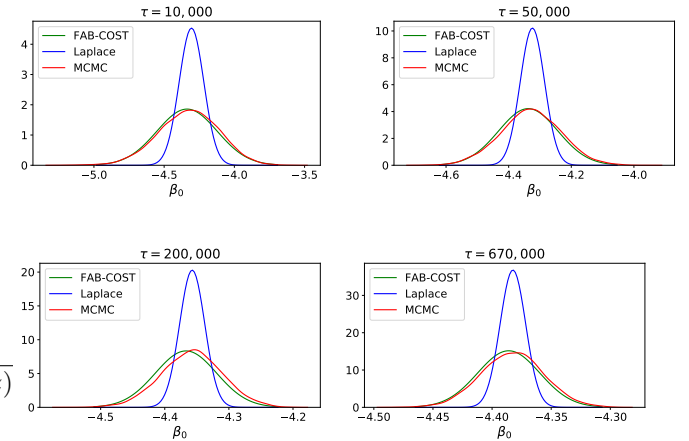 τ = 10, 000
FAB-COST
Laplace
MCMC
4
3
2
1
0
−5.0 −4.5 −4.0 −3.5
β0
τ = 50, 000
FAB-COST
Laplace
MCMC
10
8
6
4
2
0
−4.6 −4.4 −4.2 −4.0
β0
τ = 200, 000
FAB-COST
Laplace
MCMC
20
15
10
5
0
−4.5 −4.4 −4.3 −4.2
β0
τ = 670, 000
FAB-COST
Laplace
MCMC
30
20
10
0
−4.50 −4.45 −4.40 −4.35 −4.30
β0